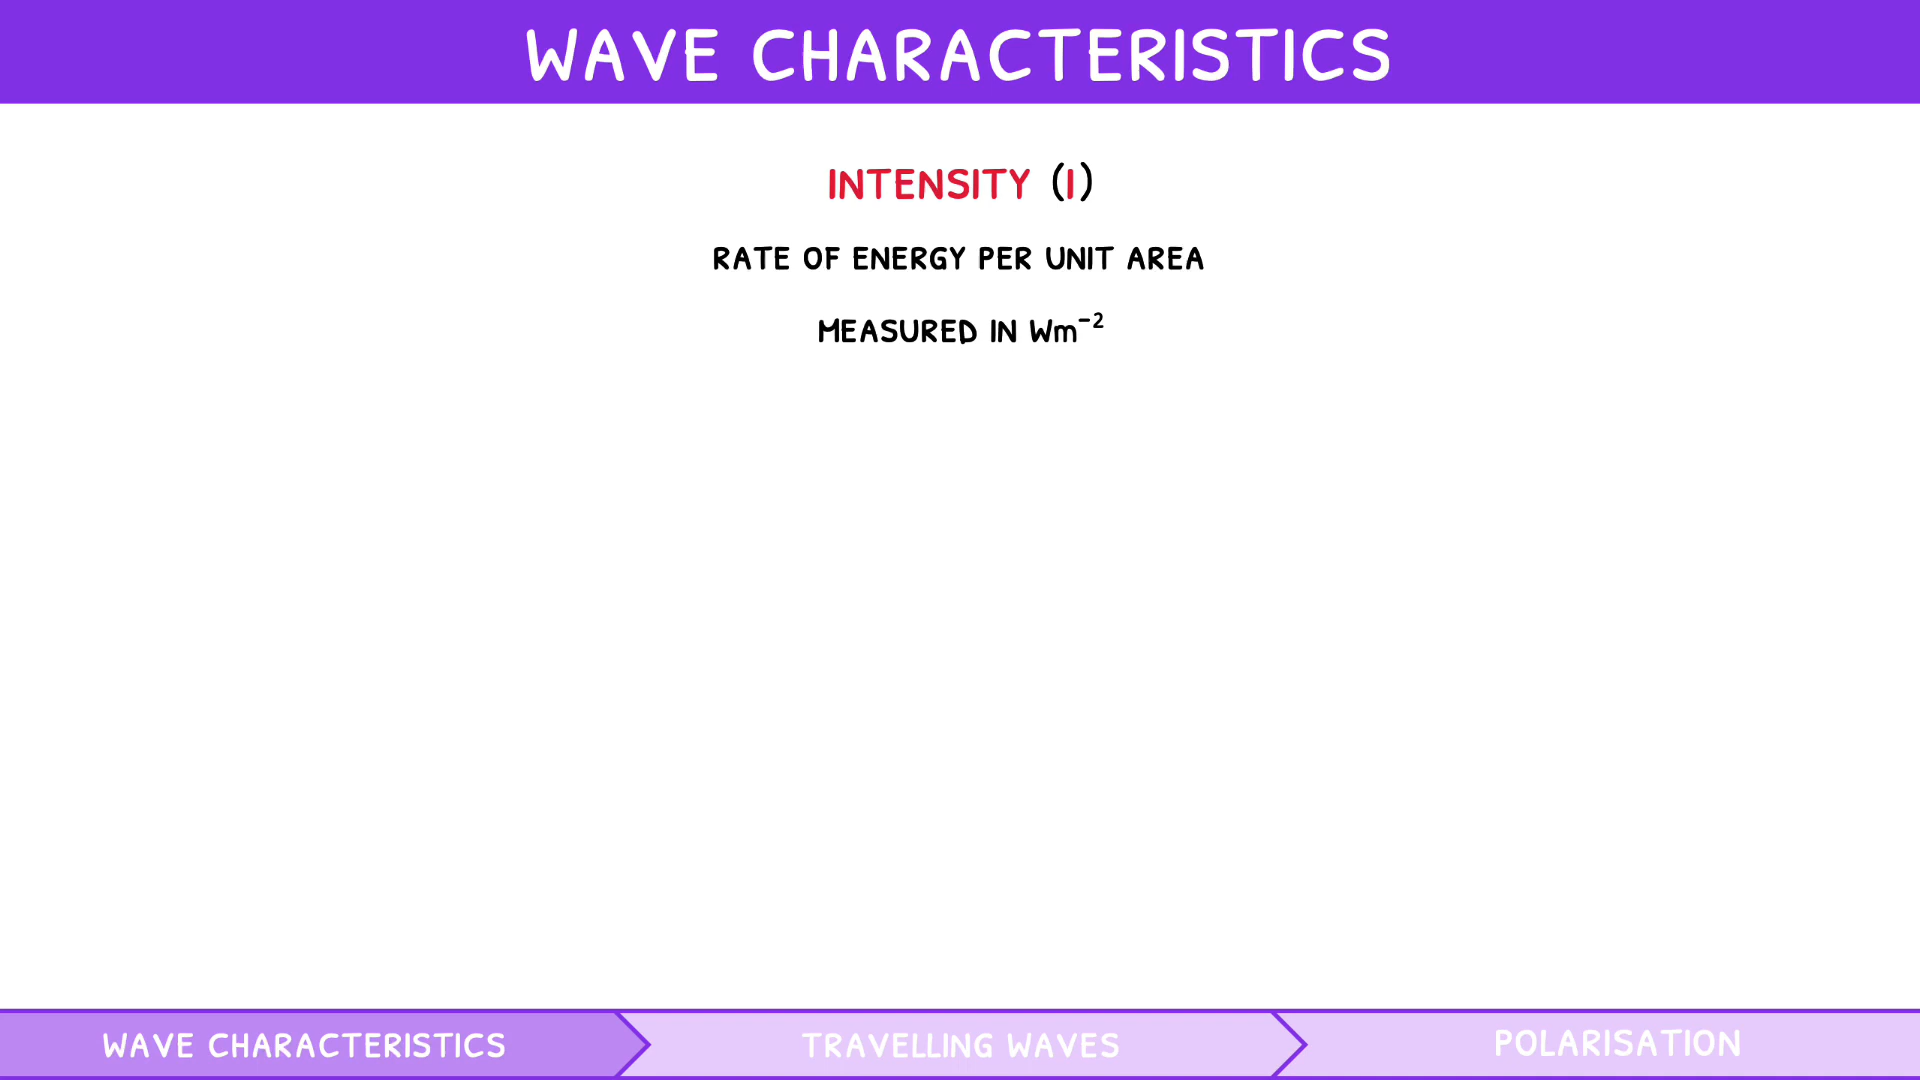 WAVE CHARACTERISTICS
INTENSITY (I)
RATE OF ENERGY PER UNIT AREA
MEASURED IN Wm⁻²
WAVE CHARACTERISTICS
TRAVELLING WAVES
POLARISATION